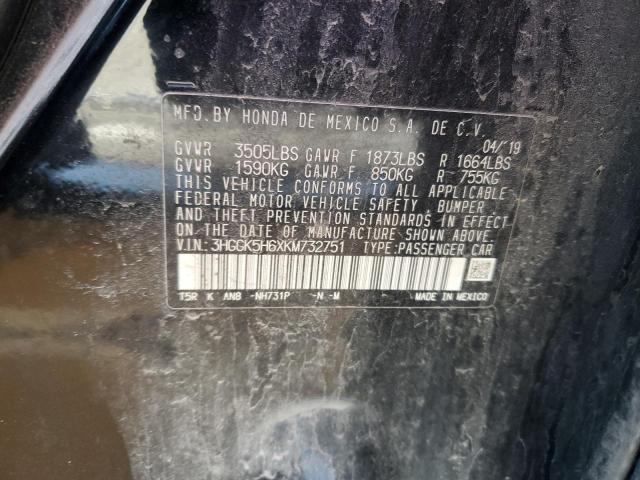 MFD. BY HONDA DE MEXICO S.A. DE C.V.
04/19
GVWR 3505LBS GAWR F 1873LBS R 1664LBS
GVWR 1590KG GAWR F 850KG R 755KG
THIS VEHICLE CONFORMS TO ALL APPLICABLE
FEDERAL MOTOR VEHICLE SAFETY, BUMPER,
AND THEFT PREVENTION STANDARDS IN EFFECT
ON THE DATE OF MANUFACTURE SHOWN ABOVE.
V.I.N.: 3HGGK5H6XKM732751 TYPE:PASSENGER CAR
T5R K AN8 -NH731P -N -M MADE IN MEXICO